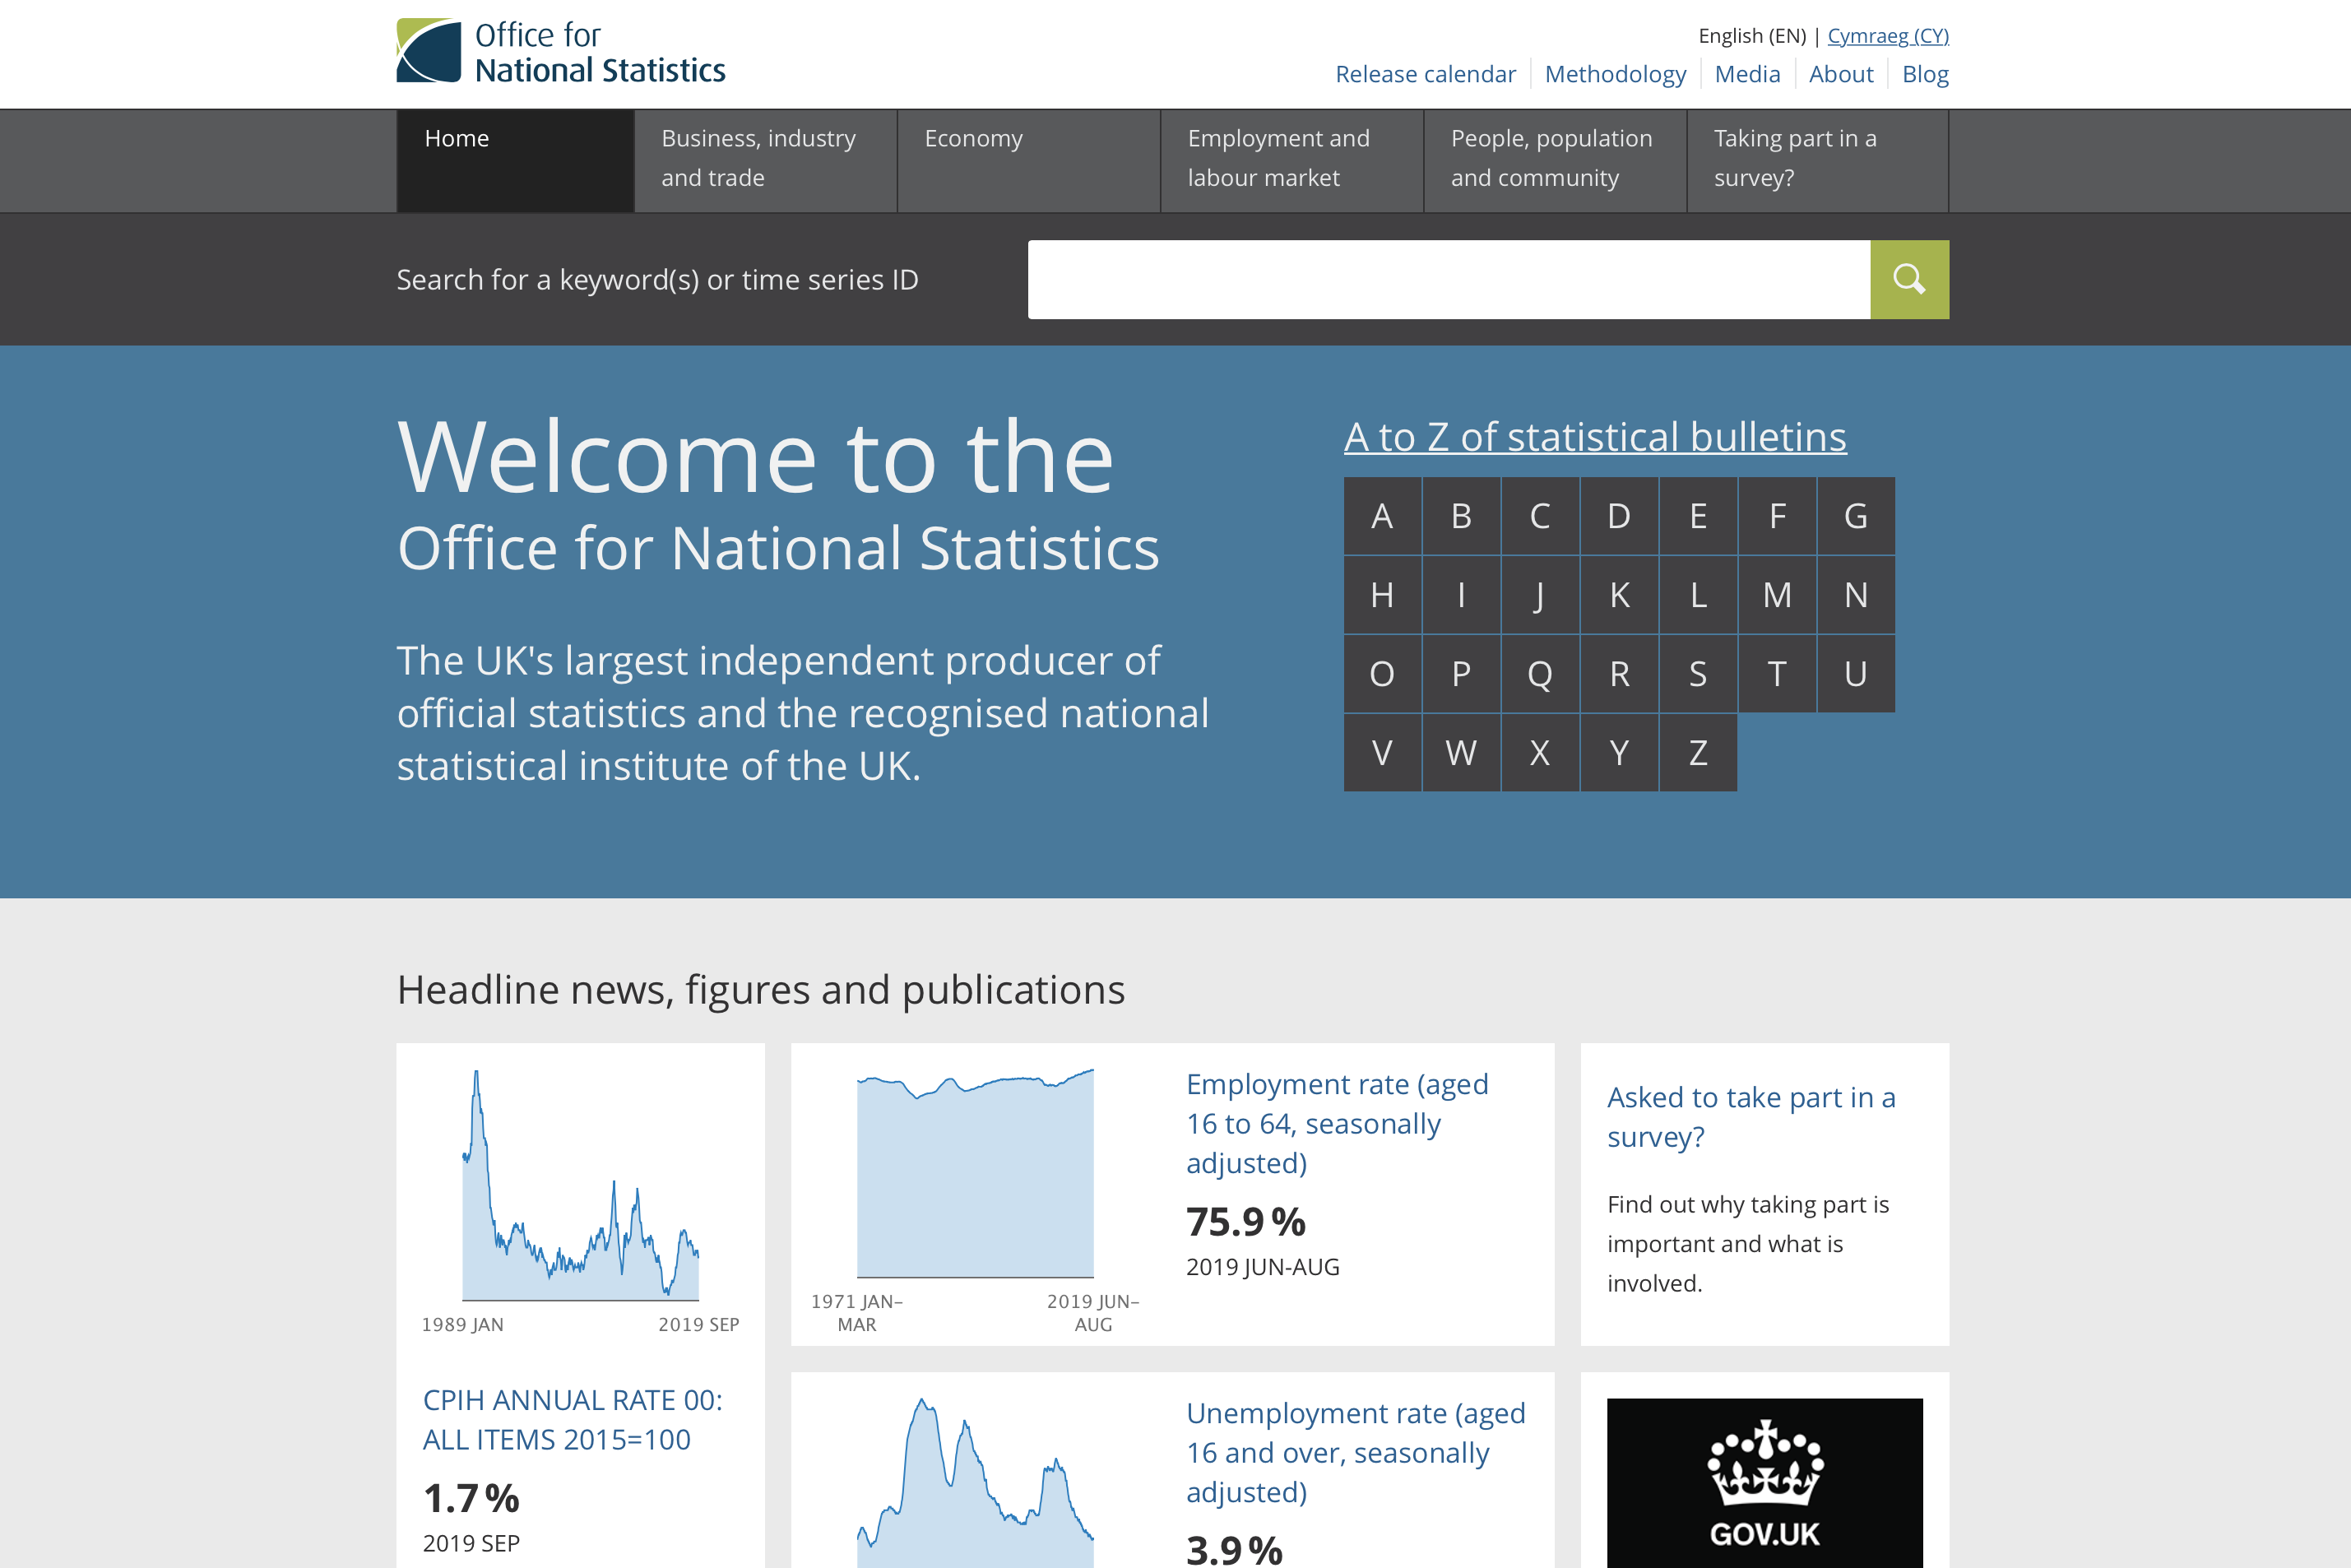 Office for
National Statistics
English (EN) | Cymraeg (CY)
Release calendar
Methodology
Media
About
Blog
Home
Business, industry
and trade
Economy
Employment and
labour market
People, population
and community
Taking part in a
survey?
Search for a keyword(s) or time series ID
Welcome to the
Office for National Statistics
The UK's largest independent producer of
official statistics and the recognised national
statistical institute of the UK.
A to Z of statistical bulletins
A B C D E F G
H I J K L M N
O P Q R S T U
V W X Y Z
Headline news, figures and publications
1989 JAN
2019 SEP
CPIH ANNUAL RATE 00:
ALL ITEMS 2015=100
1.7 %
2019 SEP
1971 JAN–
MAR
2019 JUN–
AUG
Employment rate (aged
16 to 64, seasonally
adjusted)
75.9 %
2019 JUN-AUG
Unemployment rate (aged
16 and over, seasonally
adjusted)
3.9 %
Asked to take part in a
survey?
Find out why taking part is
important and what is
involved.
GOV.UK